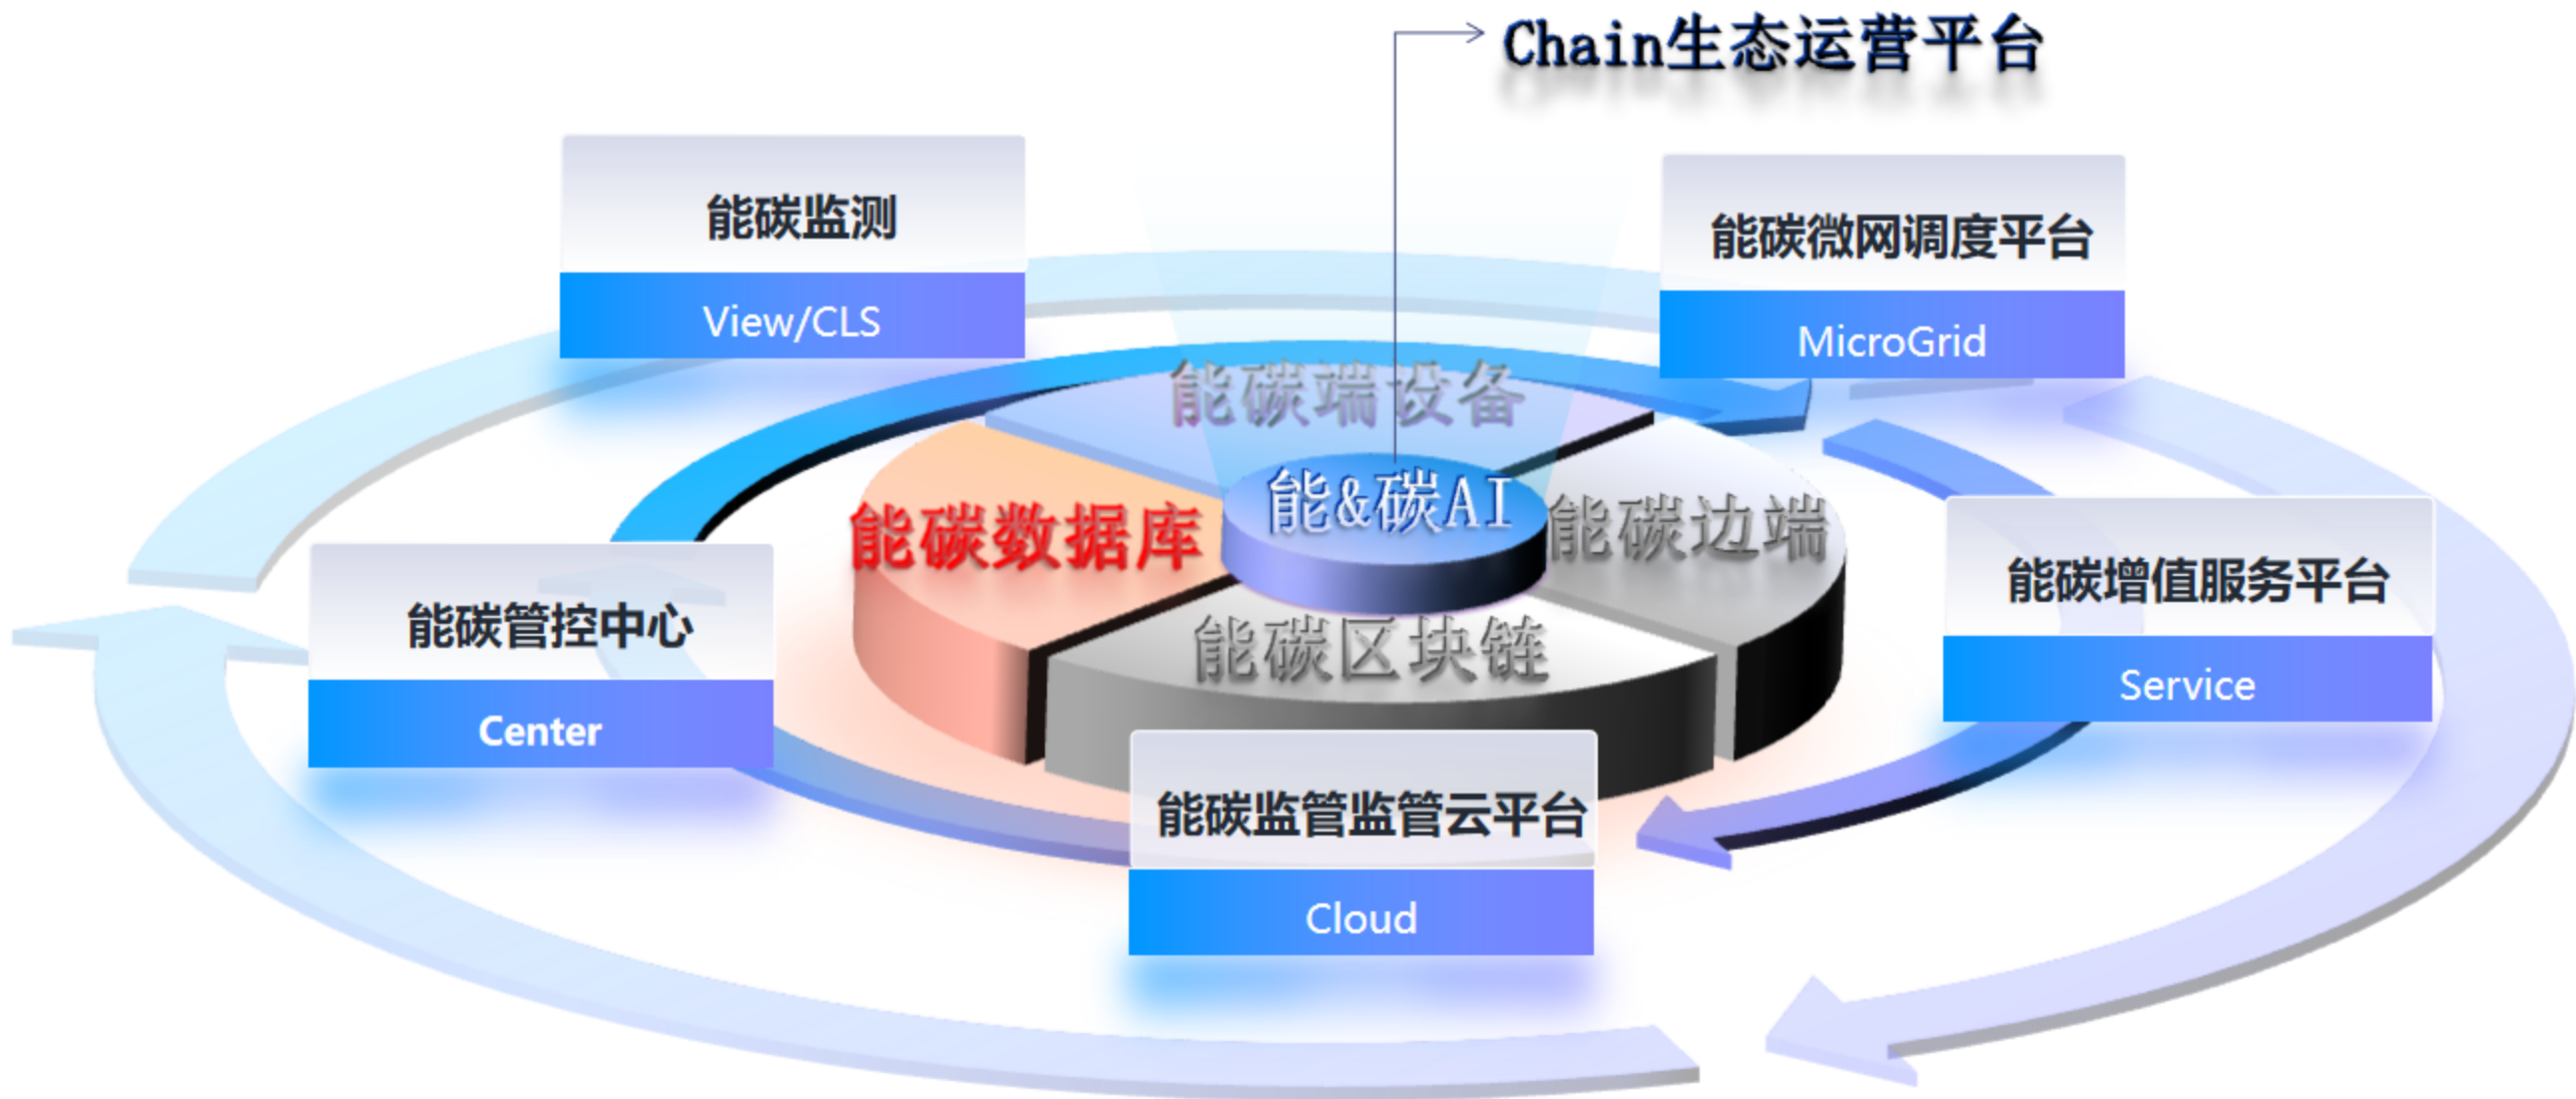 Chain生态运营平台
能碳监测
View/CLS
能碳微网调度平台
MicroGrid
能碳端设备
能&碳AI
能碳数据库
能碳边端
能碳区块链
能碳管控中心
Center
能碳增值服务平台
Service
能碳监管监管云平台
Cloud